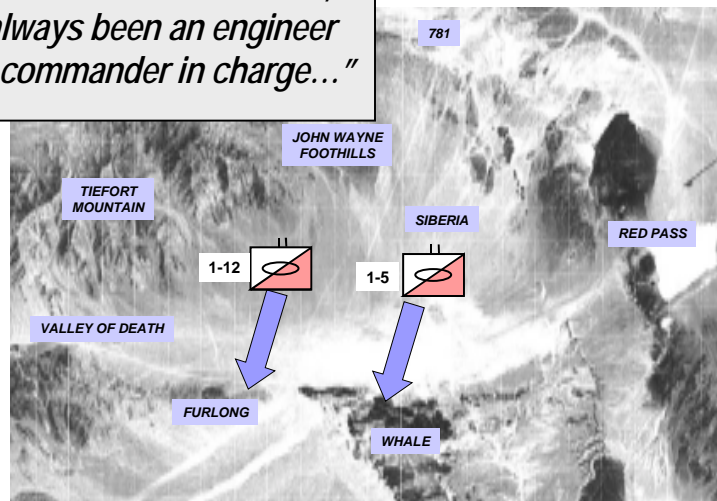 always been an engineer
commander in charge…”
781
JOHN WAYNE
FOOTHILLS
TIEFORT
MOUNTAIN
SIBERIA
RED PASS
1-12
1-5
VALLEY OF DEATH
FURLONG
WHALE